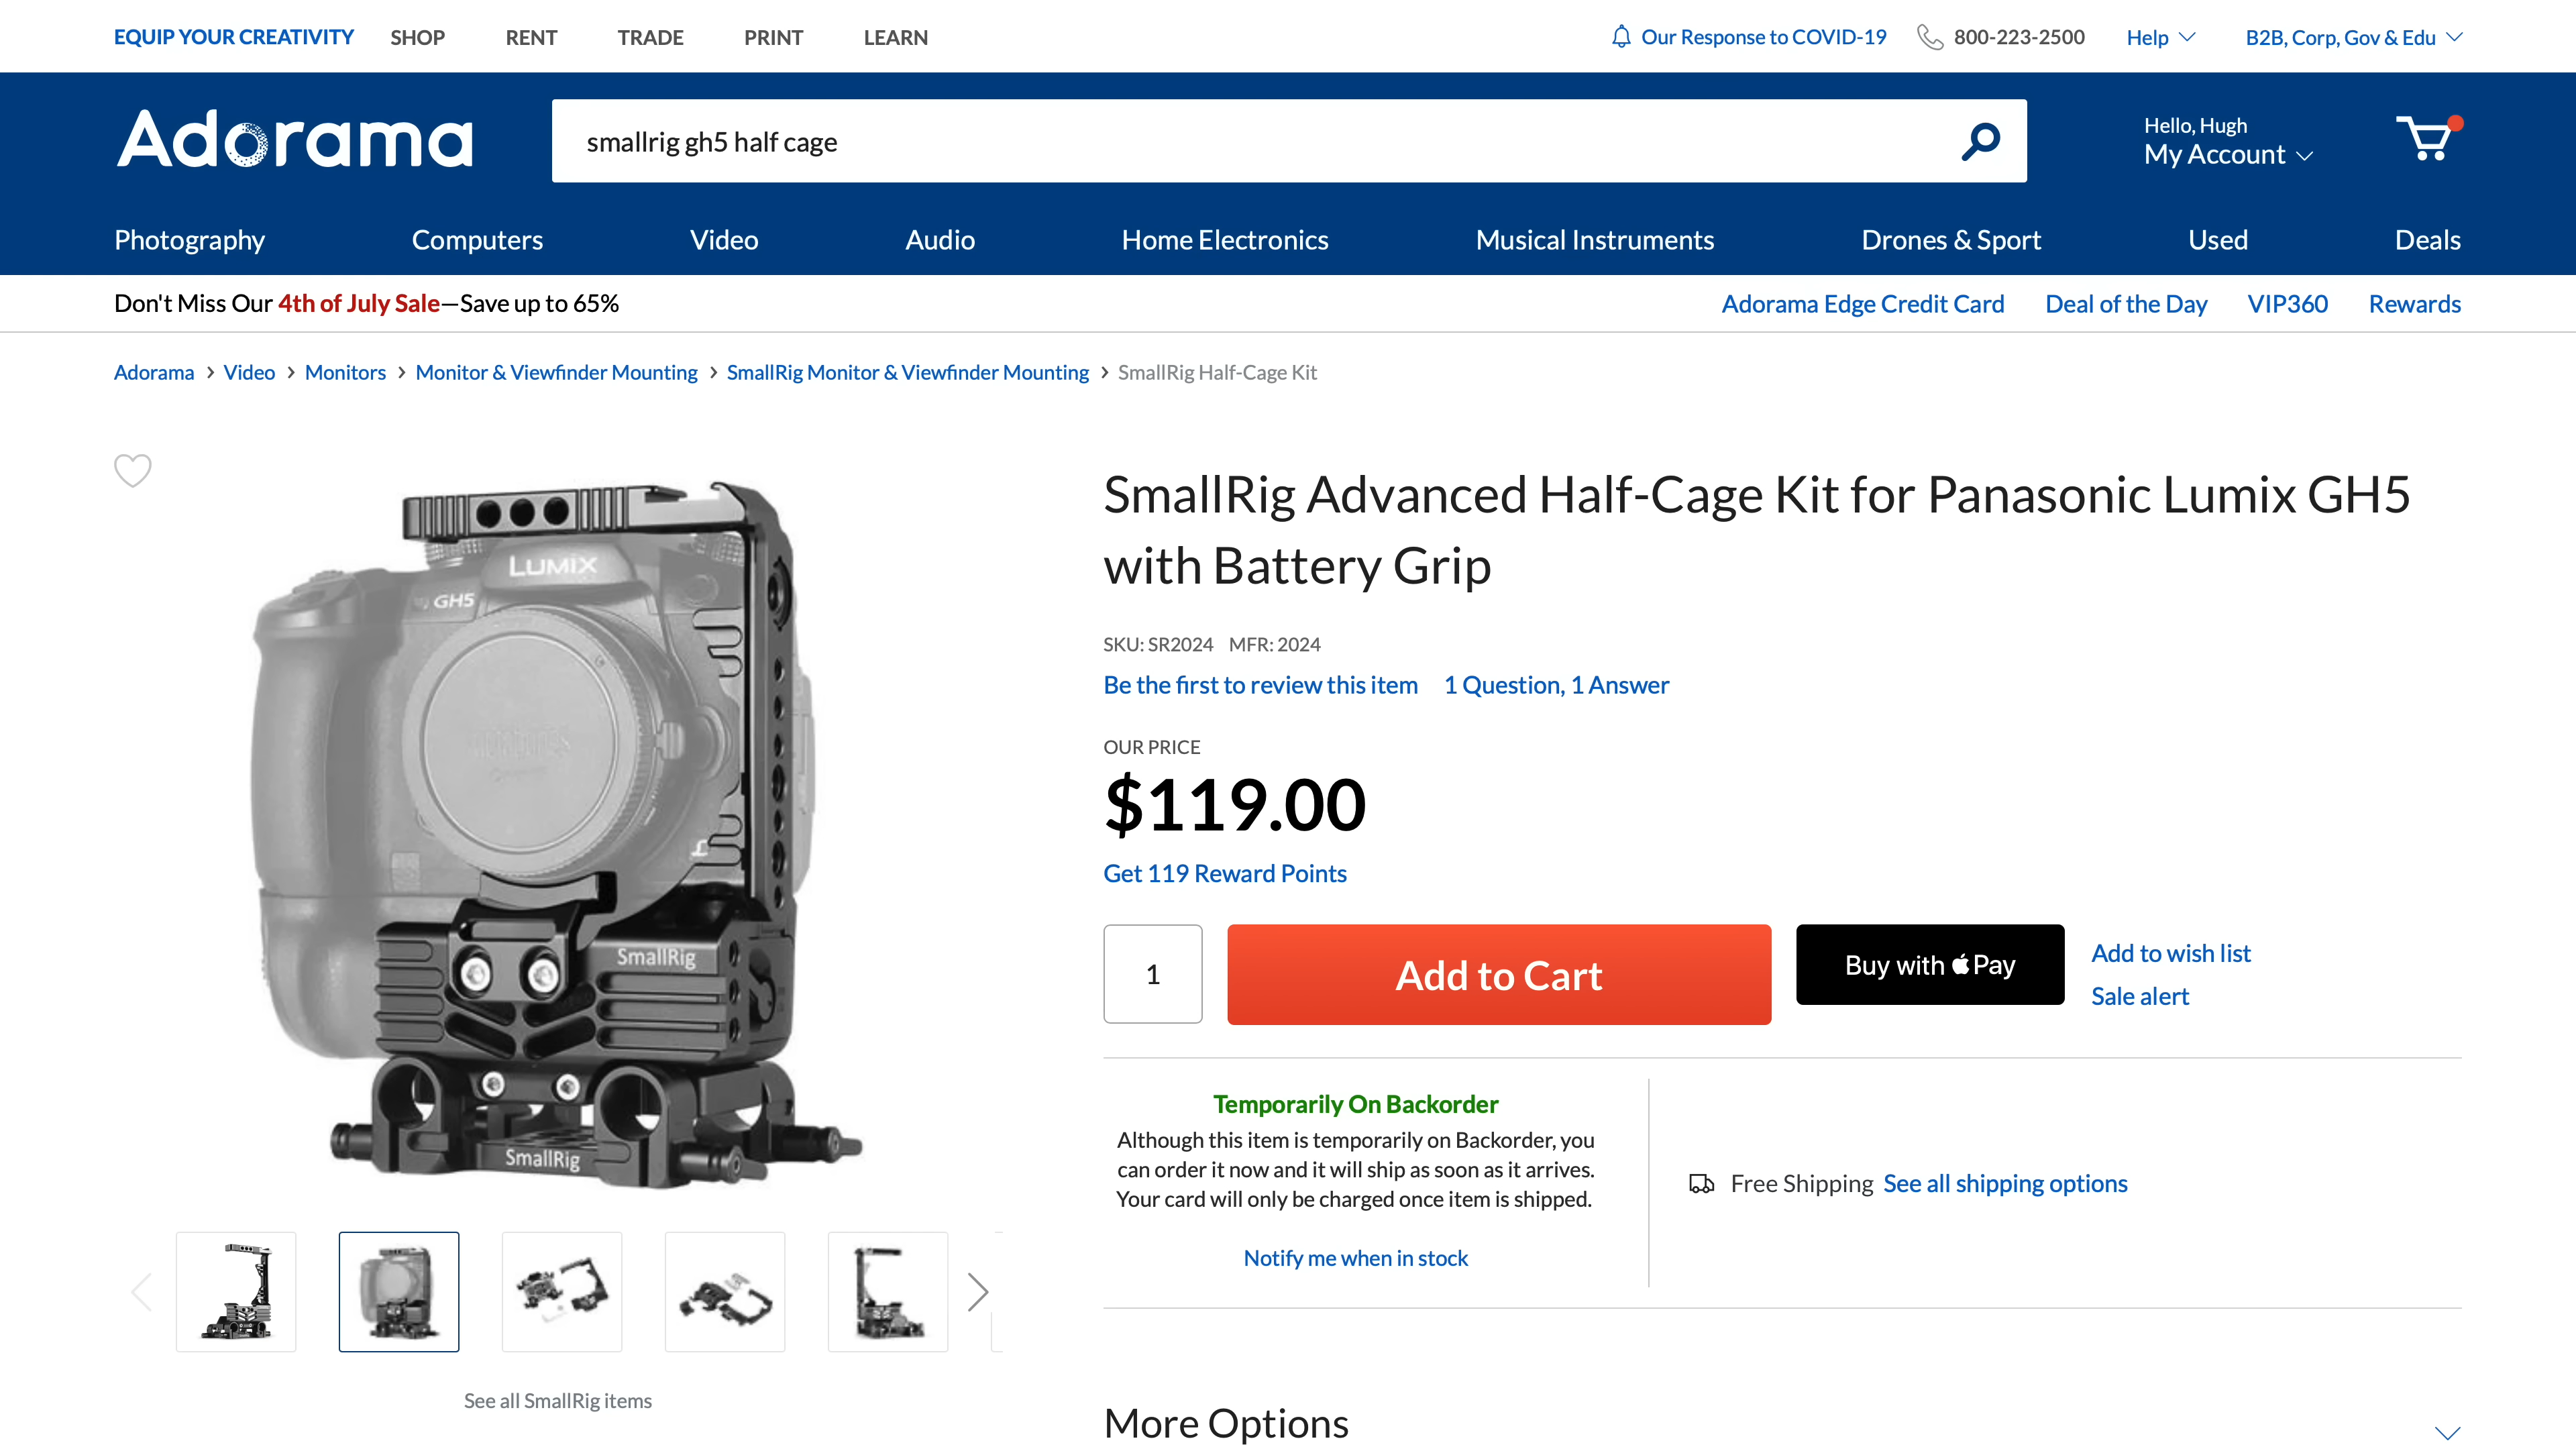 EQUIP YOUR CREATIVITY SHOP RENT TRADE PRINT LEARN Our Response to COVID-19 800-223-2500 Help B2B, Corp, Gov & Edu
Adorama smallrig gh5 half cage Hello, Hugh
My Account
Photography Computers Video Audio Home Electronics Musical Instruments Drones & Sport Used Deals
Don't Miss Our 4th of July Sale—Save up to 65% Adorama Edge Credit Card Deal of the Day VIP360 Rewards
Adorama > Video > Monitors > Monitor & Viewfinder Mounting > SmallRig Monitor & Viewfinder Mounting > SmallRig Half-Cage Kit
LUMIX
GH5
SmallRig
SmallRig
See all SmallRig items
SmallRig Advanced Half-Cage Kit for Panasonic Lumix GH5
with Battery Grip
SKU: SR2024 MFR: 2024
Be the first to review this item 1 Question, 1 Answer
OUR PRICE
$119.00
Get 119 Reward Points
1 Add to Cart Buy with Pay Add to wish list
Sale alert
Temporarily On Backorder
Although this item is temporarily on Backorder, you
can order it now and it will ship as soon as it arrives.
Your card will only be charged once item is shipped.
Notify me when in stock
Free Shipping See all shipping options
More Options